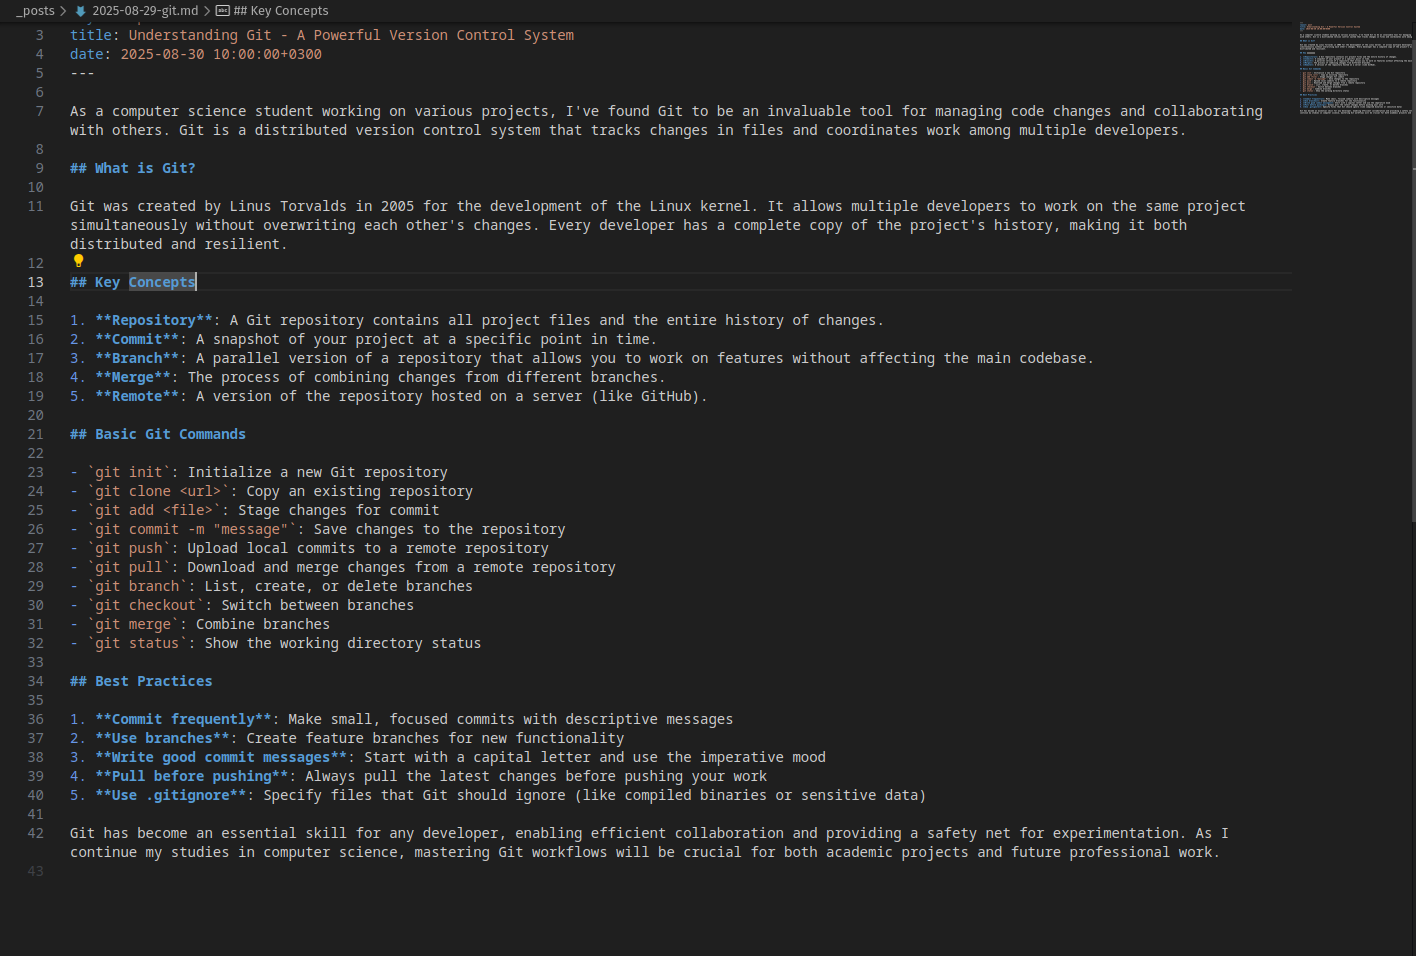 _posts > 2025-08-29-git.md > ## Key Concepts
3 title: Understanding Git - A Powerful Version Control System
4 date: 2025-08-30 10:00:00+0300
5 ---
6
7 As a computer science student working on various projects, I've found Git to be an invaluable tool for managing code changes and collaborating
with others. Git is a distributed version control system that tracks changes in files and coordinates work among multiple developers.
8
9 ## What is Git?
10
11 Git was created by Linus Torvalds in 2005 for the development of the Linux kernel. It allows multiple developers to work on the same project
simultaneously without overwriting each other's changes. Every developer has a complete copy of the project's history, making it both
distributed and resilient.
12
13 ## Key Concepts
14
15 1. **Repository**: A Git repository contains all project files and the entire history of changes.
16 2. **Commit**: A snapshot of your project at a specific point in time.
17 3. **Branch**: A parallel version of a repository that allows you to work on features without affecting the main codebase.
18 4. **Merge**: The process of combining changes from different branches.
19 5. **Remote**: A version of the repository hosted on a server (like GitHub).
20
21 ## Basic Git Commands
22
23 - `git init`: Initialize a new Git repository
24 - `git clone <url>`: Copy an existing repository
25 - `git add <file>`: Stage changes for commit
26 - `git commit -m "message"`: Save changes to the repository
27 - `git push`: Upload local commits to a remote repository
28 - `git pull`: Download and merge changes from a remote repository
29 - `git branch`: List, create, or delete branches
30 - `git checkout`: Switch between branches
31 - `git merge`: Combine branches
32 - `git status`: Show the working directory status
33
34 ## Best Practices
35
36 1. **Commit frequently**: Make small, focused commits with descriptive messages
37 2. **Use branches**: Create feature branches for new functionality
38 3. **Write good commit messages**: Start with a capital letter and use the imperative mood
39 4. **Pull before pushing**: Always pull the latest changes before pushing your work
40 5. **Use .gitignore**: Specify files that Git should ignore (like compiled binaries or sensitive data)
41
42 Git has become an essential skill for any developer, enabling efficient collaboration and providing a safety net for experimentation. As I
continue my studies in computer science, mastering Git workflows will be crucial for both academic projects and future professional work.
43